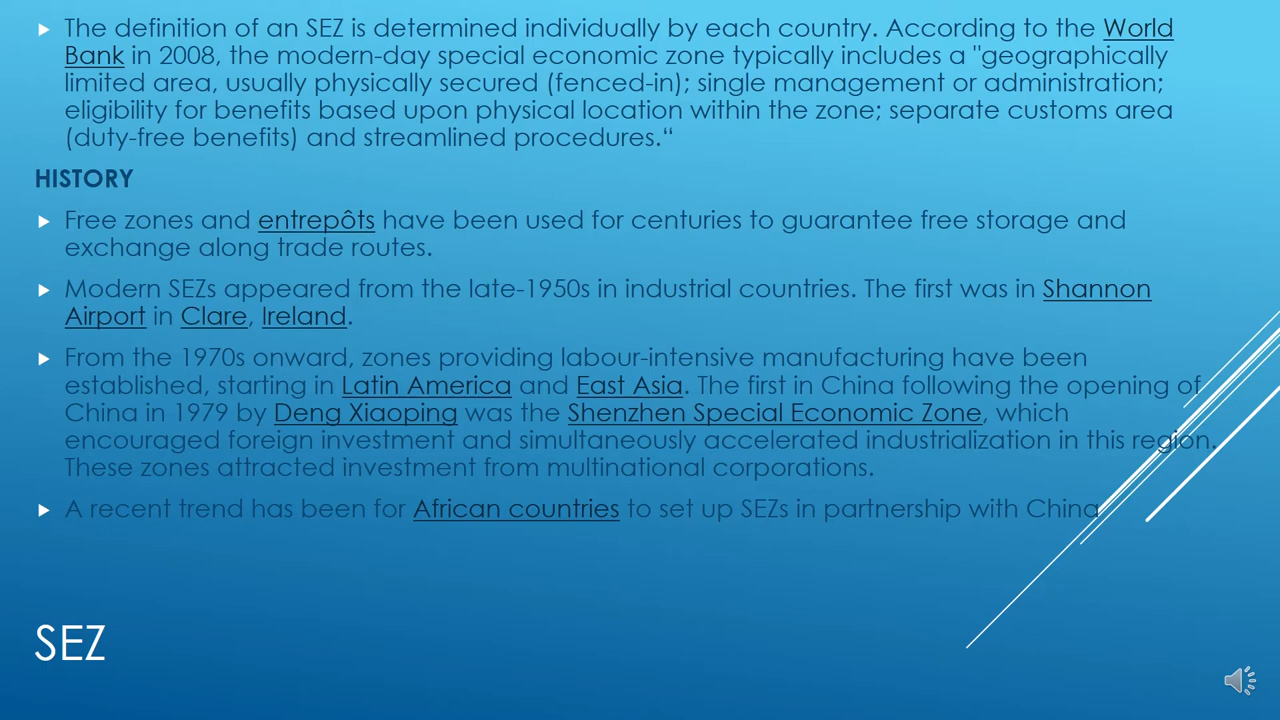 The definition of an SEZ is determined individually by each country. According to the World
Bank in 2008, the modern-day special economic zone typically includes a "geographically
limited area, usually physically secured (fenced-in); single management or administration;
eligibility for benefits based upon physical location within the zone; separate customs area
(duty-free benefits) and streamlined procedures.“
HISTORY
Free zones and entrepôts have been used for centuries to guarantee free storage and
exchange along trade routes.
Modern SEZs appeared from the late-1950s in industrial countries. The first was in Shannon
Airport in Clare, Ireland.
From the 1970s onward, zones providing labour-intensive manufacturing have been
established, starting in Latin America and East Asia. The first in China following the opening of
China in 1979 by Deng Xiaoping was the Shenzhen Special Economic Zone, which
encouraged foreign investment and simultaneously accelerated industrialization in this region.
These zones attracted investment from multinational corporations.
A recent trend has been for African countries to set up SEZs in partnership with China
SEZ